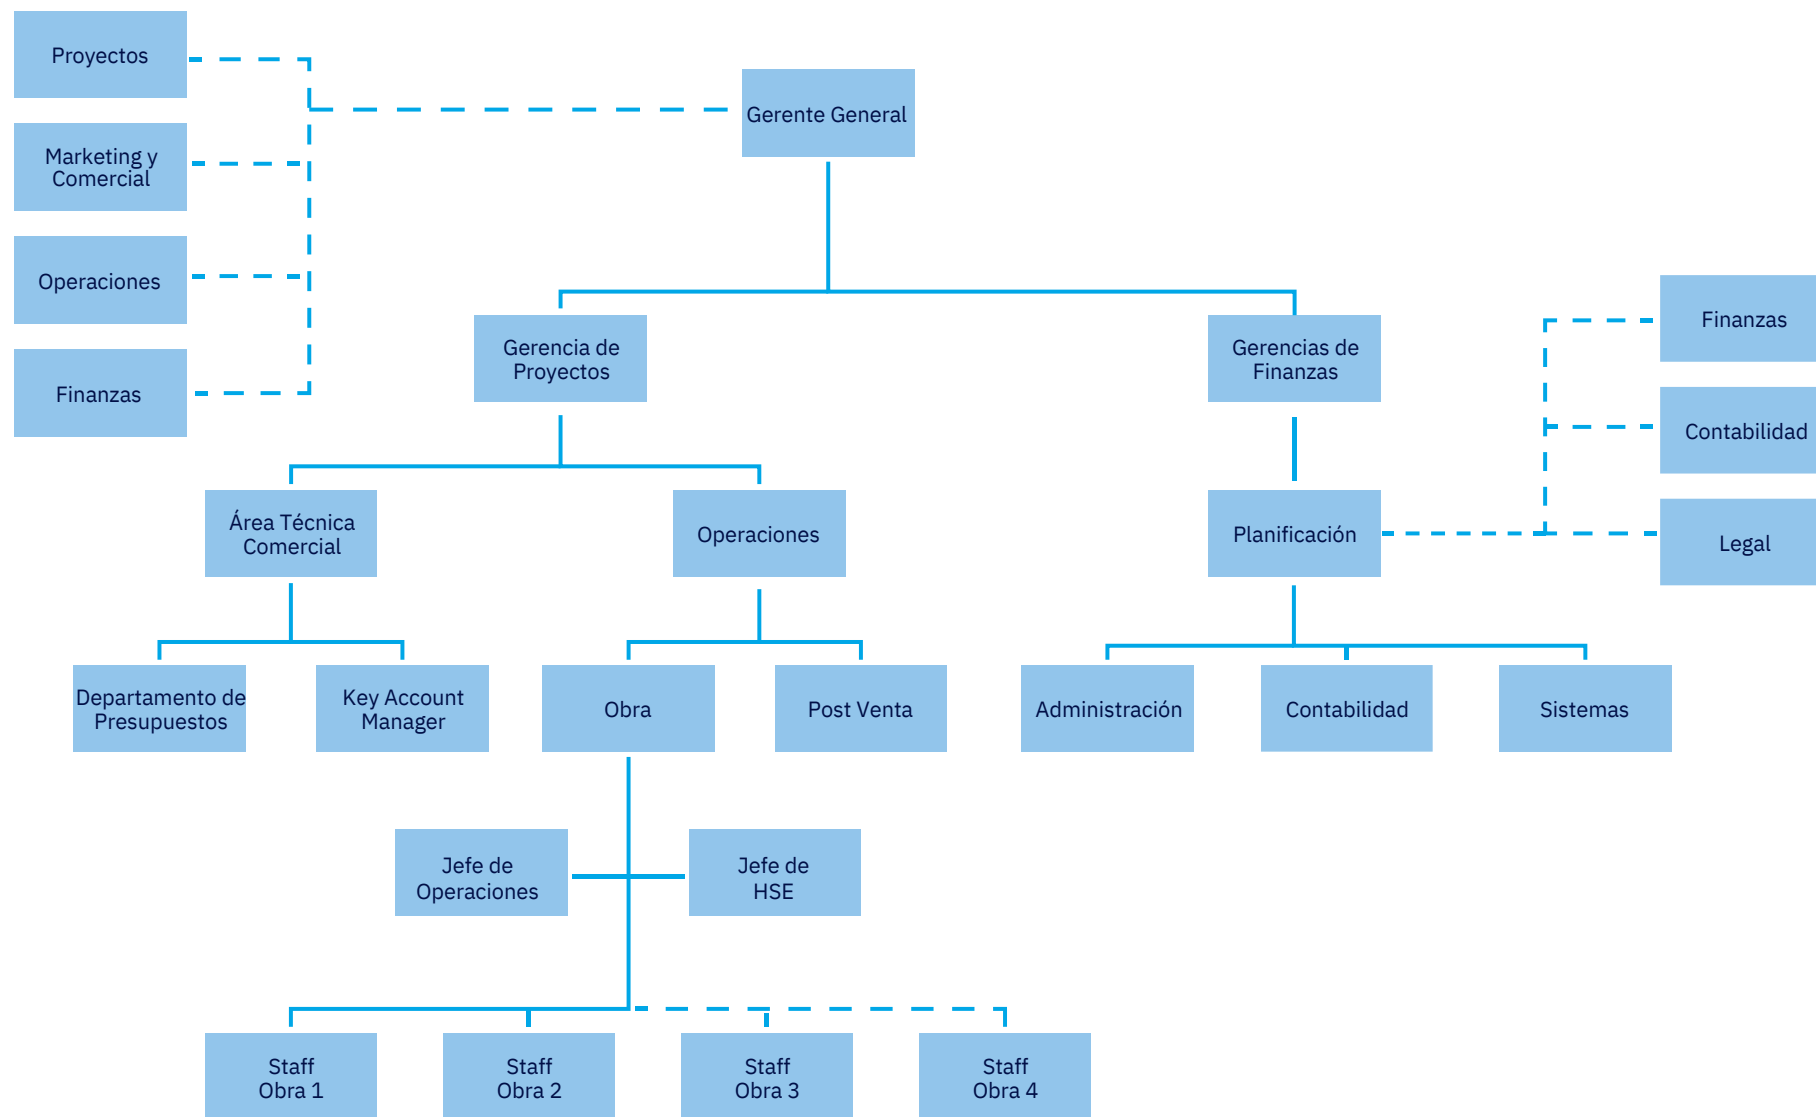 Proyectos
Gerente General
Marketing y
Comercial
Operaciones
Finanzas
Gerencia de
Proyectos
Gerencias de
Finanzas
Finanzas
Contabilidad
Legal
Área Técnica
Comercial
Operaciones
Planificación
Departamento de
Presupuestos
Key Account
Manager
Obra
Post Venta
Administración
Contabilidad
Sistemas
Jefe de
Operaciones
Jefe de
HSE
Staff
Obra 1
Staff
Obra 2
Staff
Obra 3
Staff
Obra 4